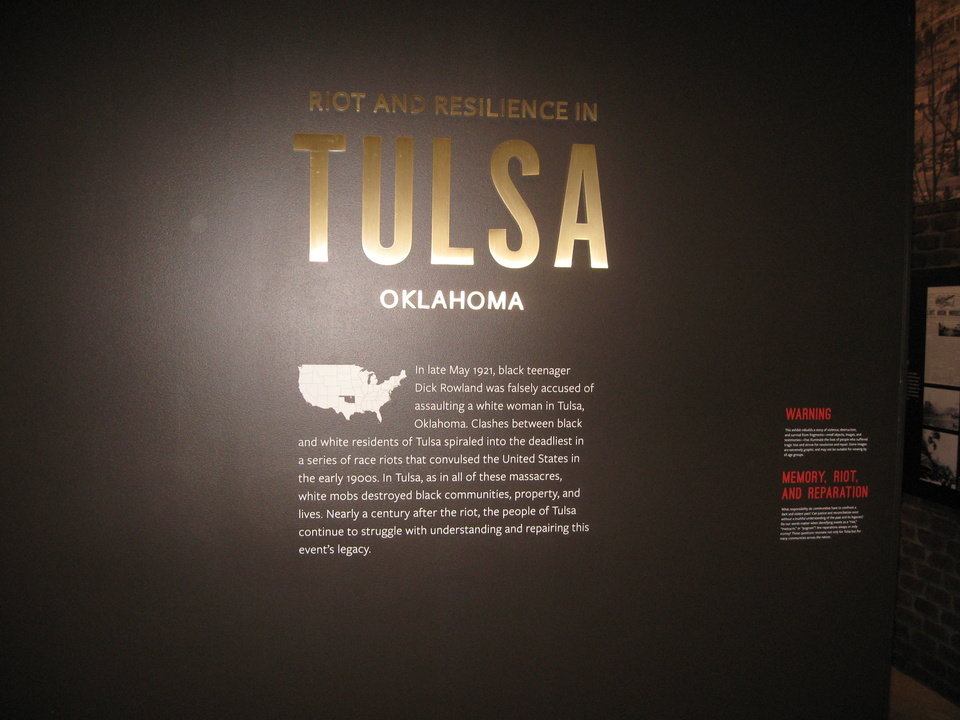 RIOT AND RESILIENCE IN
TULSA
OKLAHOMA
In late May 1921, black teenager
Dick Rowland was falsely accused of
assaulting a white woman in Tulsa,
Oklahoma. Clashes between black
and white residents of Tulsa spiraled into the deadliest in
a series of race riots that convulsed the United States in
the early 1900s. In Tulsa, as in all of these massacres,
white mobs destroyed black communities, property, and
lives. Nearly a century after the riot, the people of Tulsa
continue to struggle with understanding and repairing this
event's legacy.
WARNING
MEMORY, RIOT,
AND REPARATION